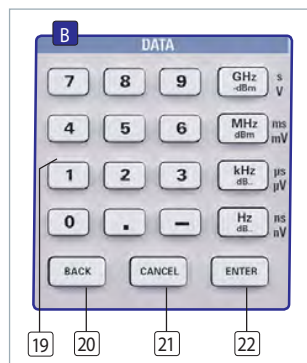 B
DATA
7 8 9 GHz -dBm s V
4 5 6 MHz dBm ms mV
1 2 3 kHz dB... µs µV
0 . – Hz dB... ns nV
BACK CANCEL ENTER
19 20 21 22